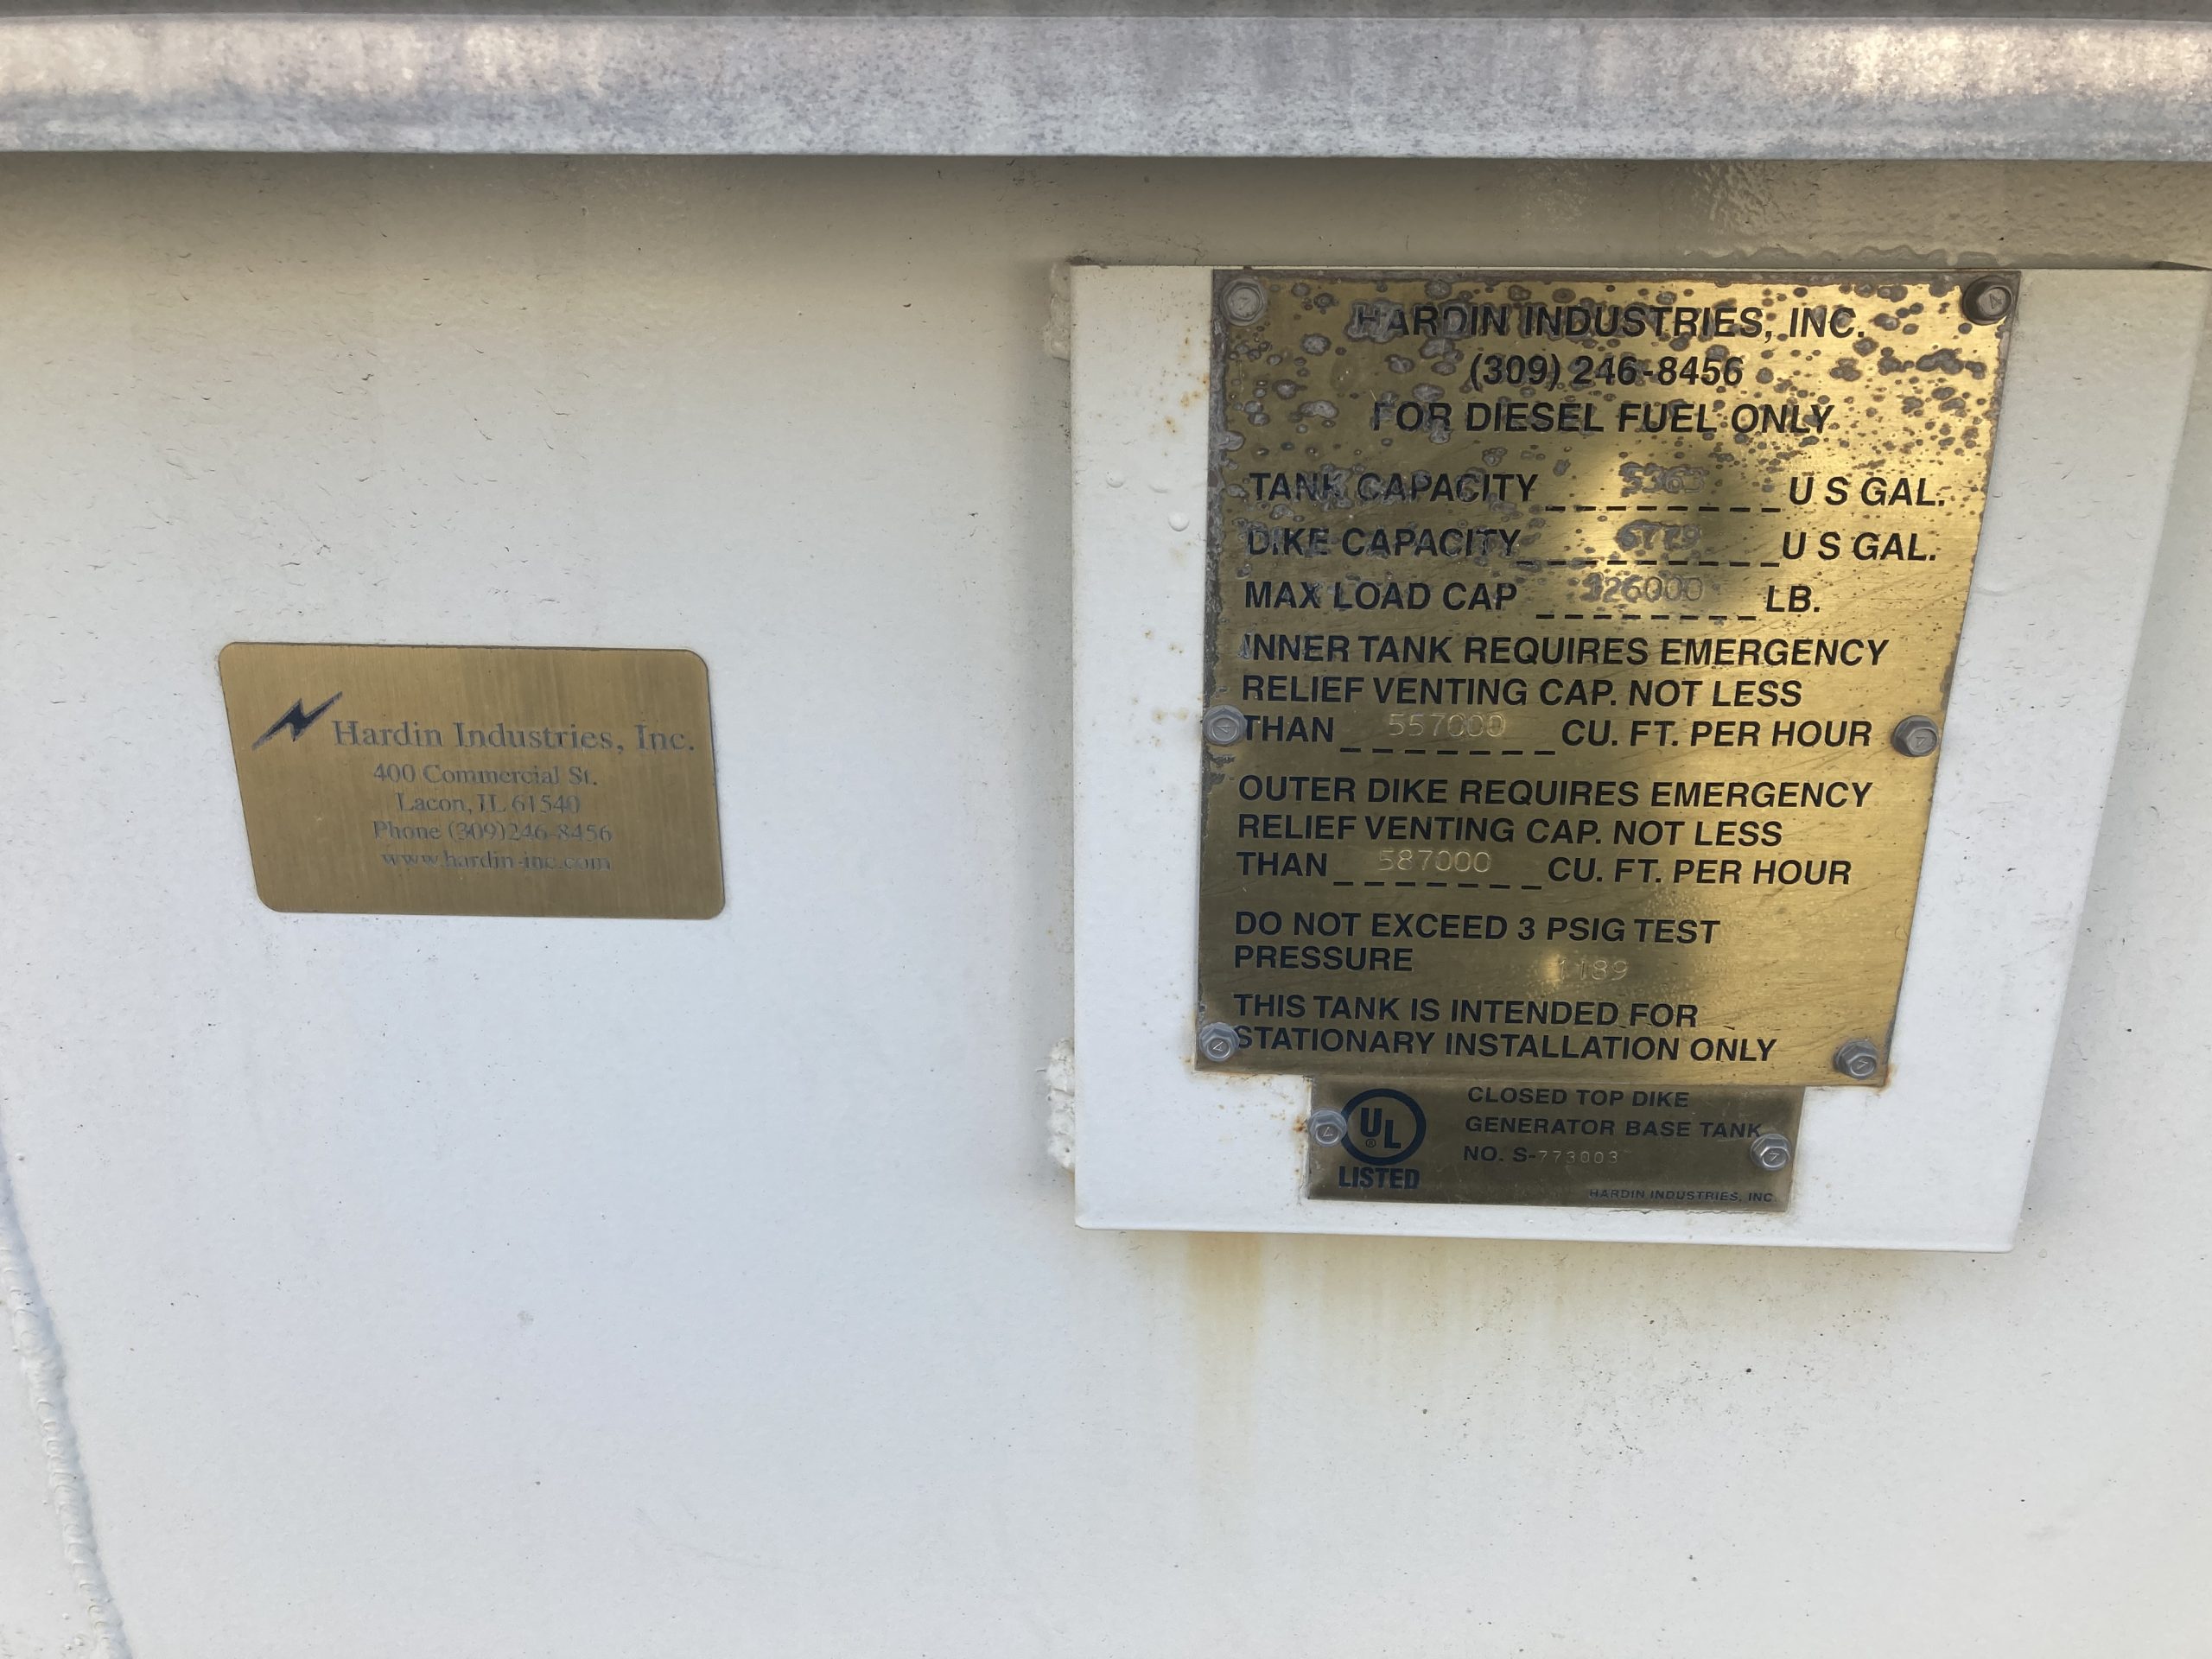 Hardin Industries, Inc.
400 Commercial St.
Lacon, IL 61540
Phone (309)246-8456
www.hardin-inc.com
HARDIN INDUSTRIES, INC.
(309) 246-8456
FOR DIESEL FUEL ONLY
TANK CAPACITY U S GAL.
DIKE CAPACITY U S GAL.
MAX LOAD CAP LB.
INNER TANK REQUIRES EMERGENCY
RELIEF VENTING CAP. NOT LESS
THAN 557000 CU. FT. PER HOUR
OUTER DIKE REQUIRES EMERGENCY
RELIEF VENTING CAP. NOT LESS
THAN 587000 CU. FT. PER HOUR
DO NOT EXCEED 3 PSIG TEST
PRESSURE 1189
THIS TANK IS INTENDED FOR
STATIONARY INSTALLATION ONLY
UL
®
LISTED
CLOSED TOP DIKE
GENERATOR BASE TANK
NO. S-773003
HARDIN INDUSTRIES, INC.